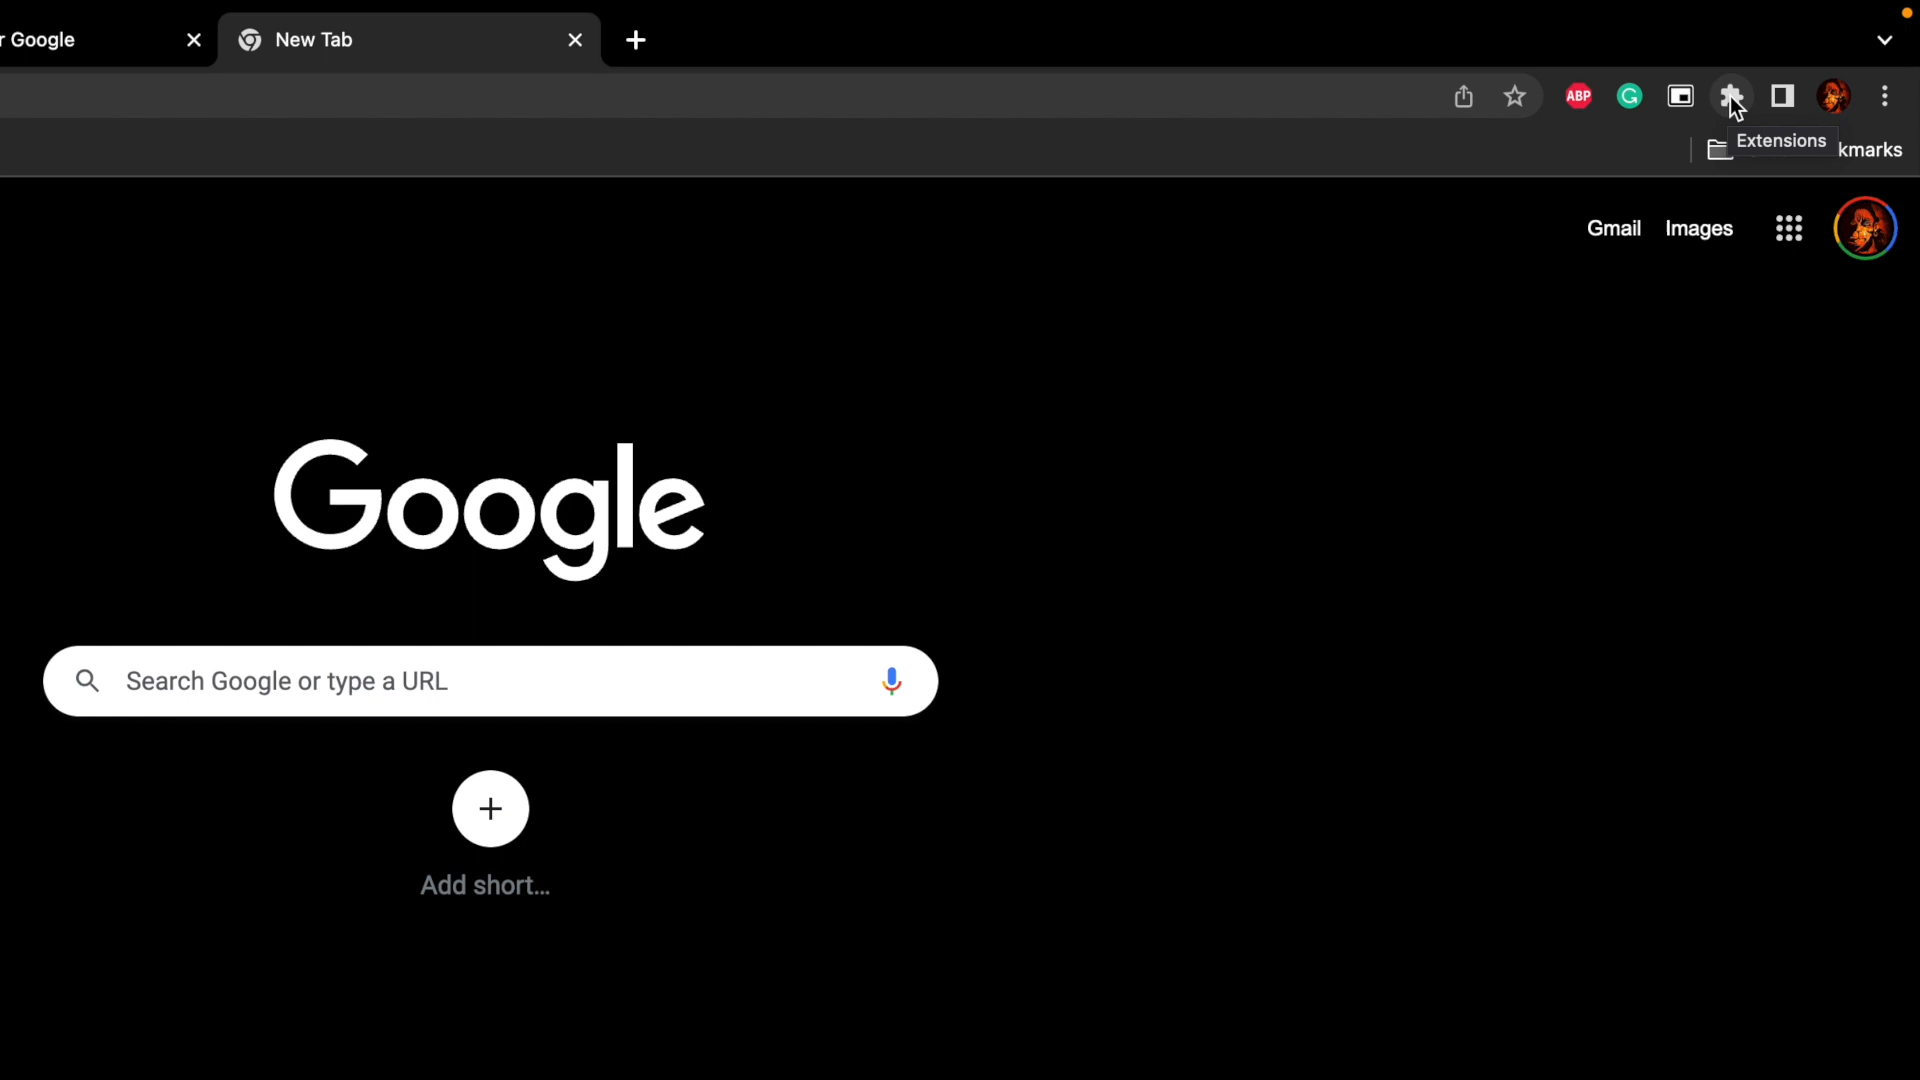 r Google
New Tab
ABP
G
Extensions
kmarks
Gmail Images
Google
Search Google or type a URL
Add short...